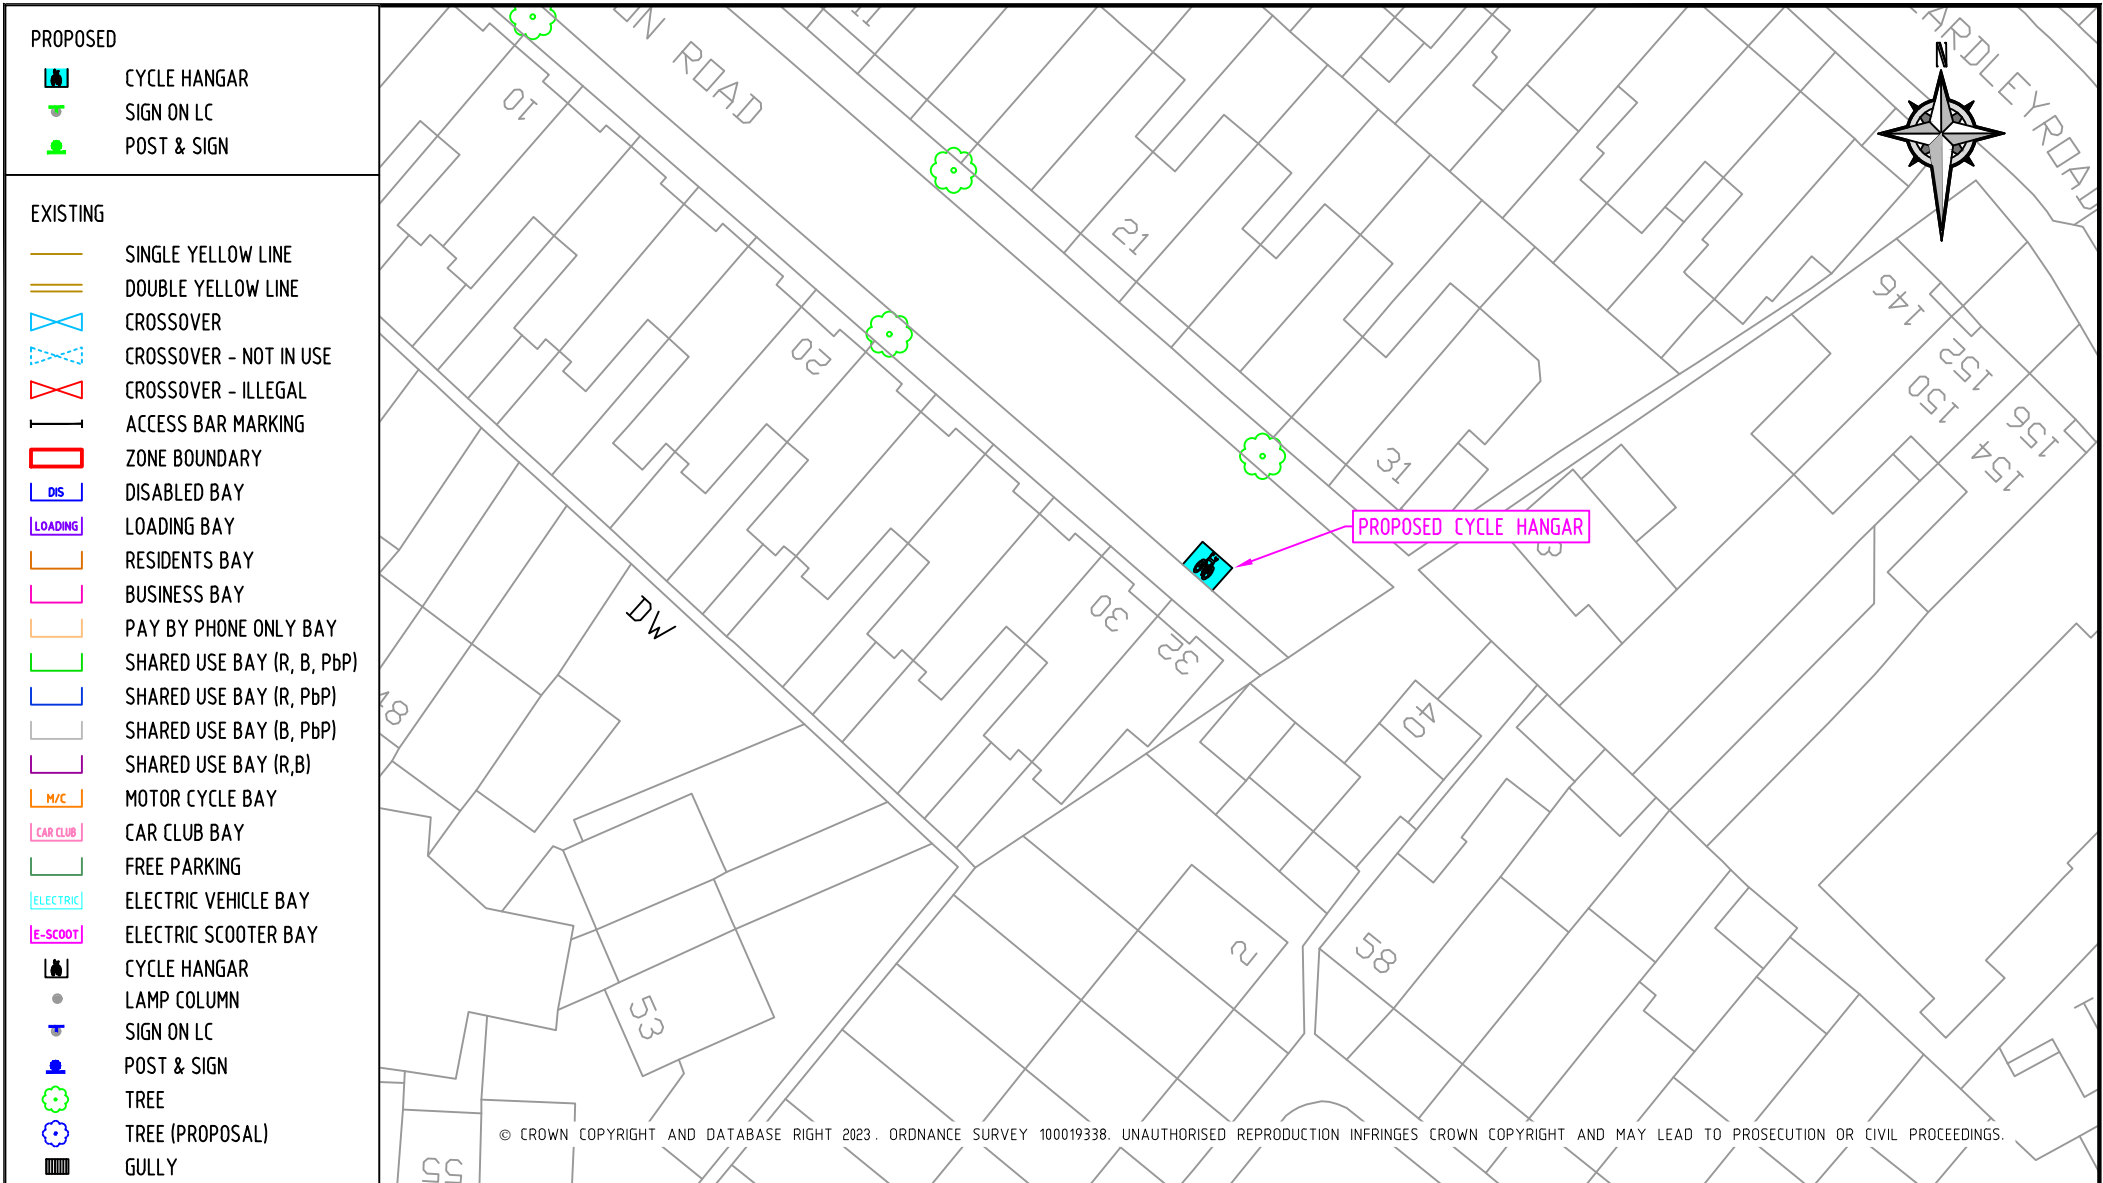 PROPOSED
CYCLE HANGAR
SIGN ON LC
POST & SIGN
EXISTING
SINGLE YELLOW LINE
DOUBLE YELLOW LINE
CROSSOVER
CROSSOVER - NOT IN USE
CROSSOVER - ILLEGAL
ACCESS BAR MARKING
ZONE BOUNDARY
DIS DISABLED BAY
LOADING LOADING BAY
RESIDENTS BAY
BUSINESS BAY
PAY BY PHONE ONLY BAY
SHARED USE BAY (R, B, PbP)
SHARED USE BAY (R, PbP)
SHARED USE BAY (B, PbP)
SHARED USE BAY (R,B)
M/C MOTOR CYCLE BAY
CAR CLUB CAR CLUB BAY
FREE PARKING
ELECTRIC ELECTRIC VEHICLE BAY
E-SCOOT ELECTRIC SCOOTER BAY
CYCLE HANGAR
LAMP COLUMN
SIGN ON LC
POST & SIGN
TREE
TREE (PROPOSAL)
GULLY
ROAD
N
10
21
20
31
146
152
150
156
154
PROPOSED CYCLE HANGAR
30
32
DW
40
2
58
53
55
© CROWN COPYRIGHT AND DATABASE RIGHT 2023. ORDNANCE SURVEY 100019338. UNAUTHORISED REPRODUCTION INFRINGES CROWN COPYRIGHT AND MAY LEAD TO PROSECUTION OR CIVIL PROCEEDINGS.